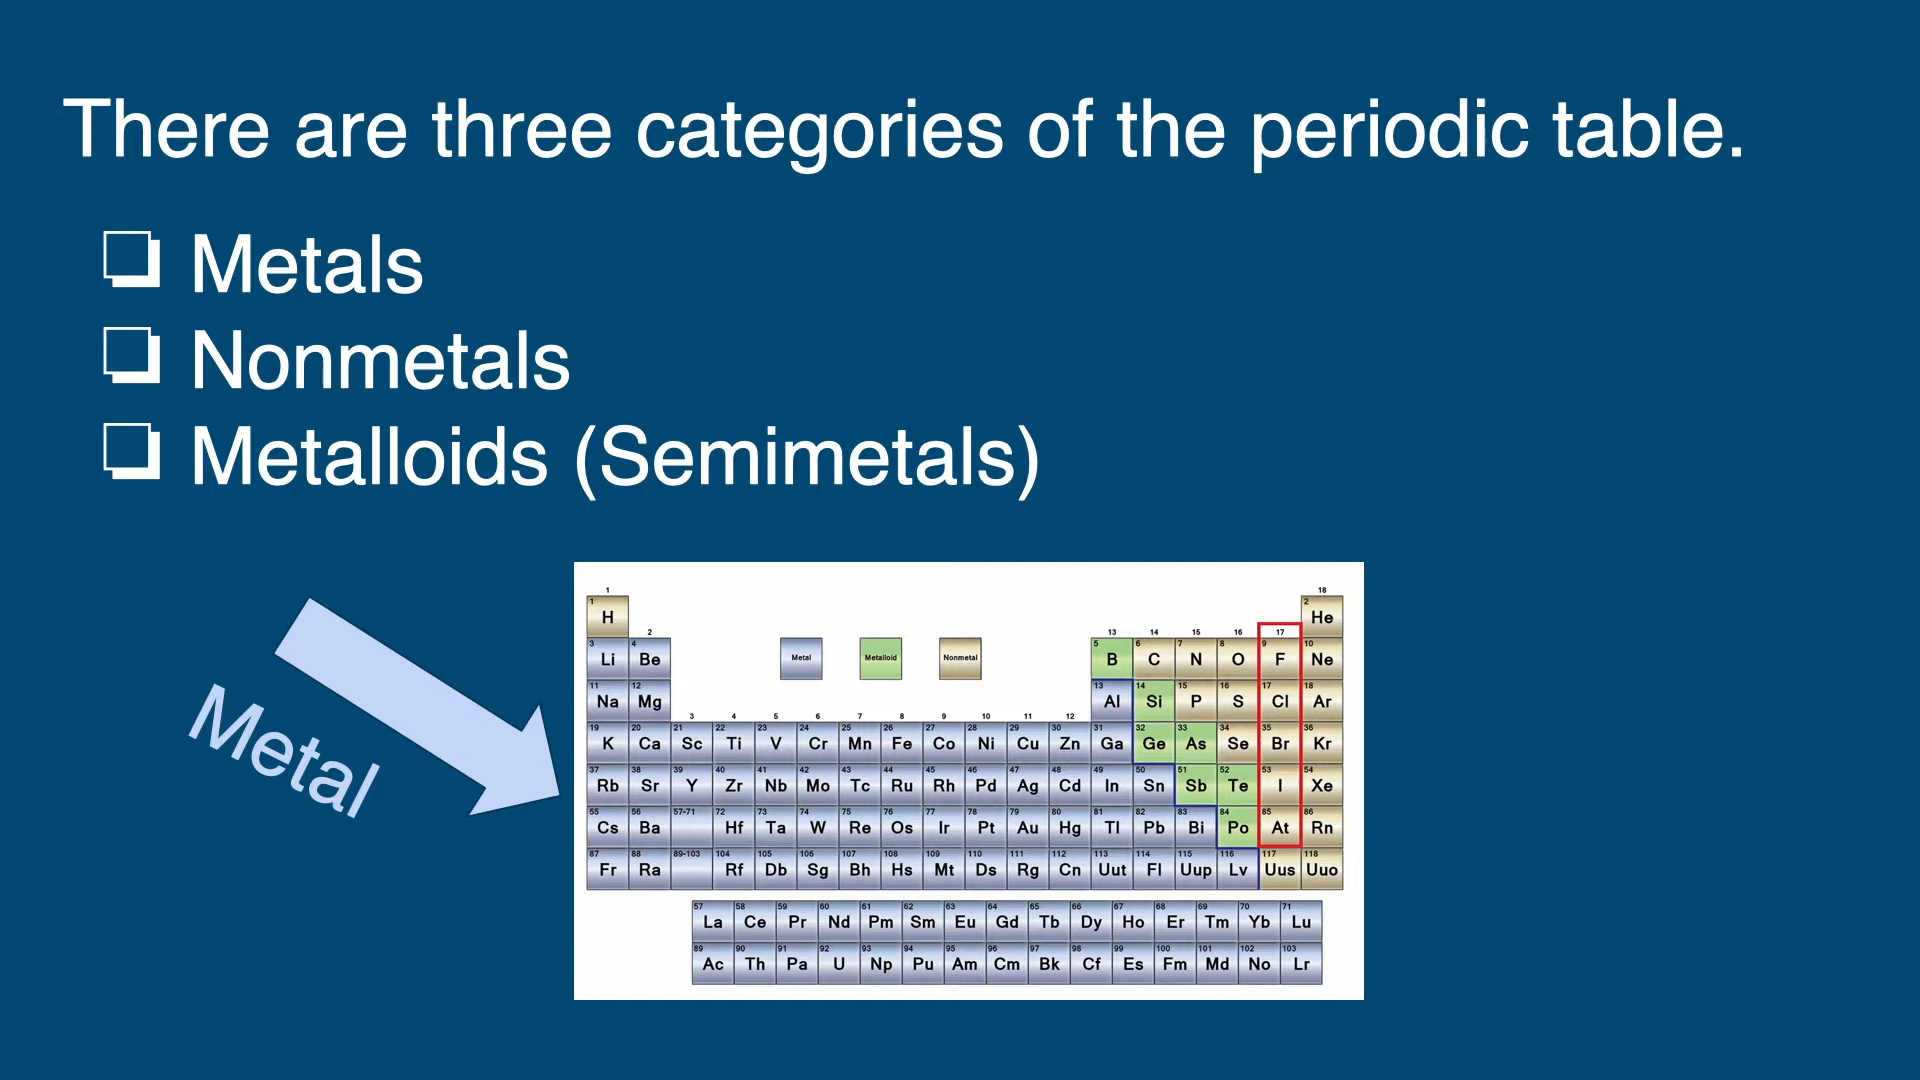 There are three categories of the periodic table.
❏ Metals
❏ Nonmetals
❏ Metalloids (Semimetals)
Metal
1 18
1 H 2 He
2 13 14 15 16 17
3 Li 4 Be Metal Metalloid Nonmetal 5 B 6 C 7 N 8 O 9 F 10 Ne
11 Na 12 Mg 13 Al 14 Si 15 P 16 S 17 Cl 18 Ar
3 4 5 6 7 8 9 10 11 12
19 K 20 Ca 21 Sc 22 Ti 23 V 24 Cr 25 Mn 26 Fe 27 Co 28 Ni 29 Cu 30 Zn 31 Ga 32 Ge 33 As 34 Se 35 Br 36 Kr
37 Rb 38 Sr 39 Y 40 Zr 41 Nb 42 Mo 43 Tc 44 Ru 45 Rh 46 Pd 47 Ag 48 Cd 49 In 50 Sn 51 Sb 52 Te 53 I 54 Xe
55 Cs 56 Ba 57-71 72 Hf 73 Ta 74 W 75 Re 76 Os 77 Ir 78 Pt 79 Au 80 Hg 81 Tl 82 Pb 83 Bi 84 Po 85 At 86 Rn
87 Fr 88 Ra 89-103 104 Rf 105 Db 106 Sg 107 Bh 108 Hs 109 Mt 110 Ds 111 Rg 112 Cn 113 Uut 114 Fl 115 Uup 116 Lv 117 Uus 118 Uuo
57 La 58 Ce 59 Pr 60 Nd 61 Pm 62 Sm 63 Eu 64 Gd 65 Tb 66 Dy 67 Ho 68 Er 69 Tm 70 Yb 71 Lu
89 Ac 90 Th 91 Pa 92 U 93 Np 94 Pu 95 Am 96 Cm 97 Bk 98 Cf 99 Es 100 Fm 101 Md 102 No 103 Lr